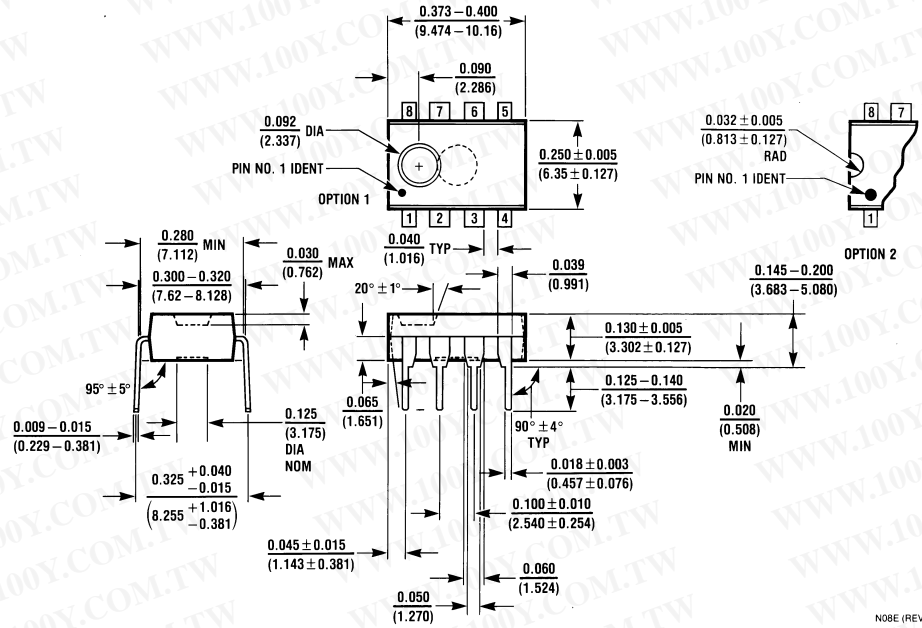 0.373 – 0.400
(9.474 – 10.16)
0.090
(2.286)
8 7 6 5
0.092
(2.337)
DIA
PIN NO. 1 IDENT
OPTION 1
1 2 3 4
0.250 ± 0.005
(6.35 ± 0.127)
8 7
0.032 ± 0.005
(0.813 ± 0.127)
RAD
PIN NO. 1 IDENT
1
OPTION 2
0.280
(7.112)
MIN
0.300 – 0.320
(7.62 – 8.128)
0.030
(0.762)
MAX
0.040
(1.016)
TYP
0.039
(0.991)
20° ± 1°
0.145 – 0.200
(3.683 – 5.080)
0.130 ± 0.005
(3.302 ± 0.127)
0.125 – 0.140
(3.175 – 3.556)
0.020
(0.508)
MIN
95° ± 5°
0.009 – 0.015
(0.229 – 0.381)
0.125
(3.175)
DIA
NOM
0.065
(1.651)
90° ± 4°
TYP
0.325 +0.040
–0.015
(8.255 +1.016
–0.381)
0.018 ± 0.003
(0.457 ± 0.076)
0.100 ± 0.010
(2.540 ± 0.254)
0.045 ± 0.015
(1.143 ± 0.381)
0.060
(1.524)
0.050
(1.270)
N08E (REV
WWW.100Y.COM.TW